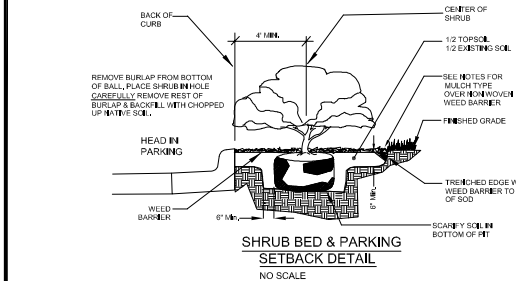 BACK OF
CURB
4' MIN.
CENTER OF
SHRUB
1/2 TOPSOIL
1/2 EXISTING SOIL
REMOVE BURLAP FROM BOTTOM
OF BALL, PLACE SHRUB IN HOLE
CAREFULLY REMOVE REST OF
BURLAP & BACKFILL WITH CHOPPED
UP NATIVE SOIL.
SEE NOTES FOR
MULCH TYPE
OVER NON WOVEN
WEED BARRIER
FINISHED GRADE
HEAD IN
PARKING
TRENCHED EDGE W
WEED BARRIER TO
OF SOD
WEED
BARRIER
6" Min.
6" Min.
SCARIFY SOIL IN
BOTTOM OF PIT
SHRUB BED & PARKING
SETBACK DETAIL
NO SCALE